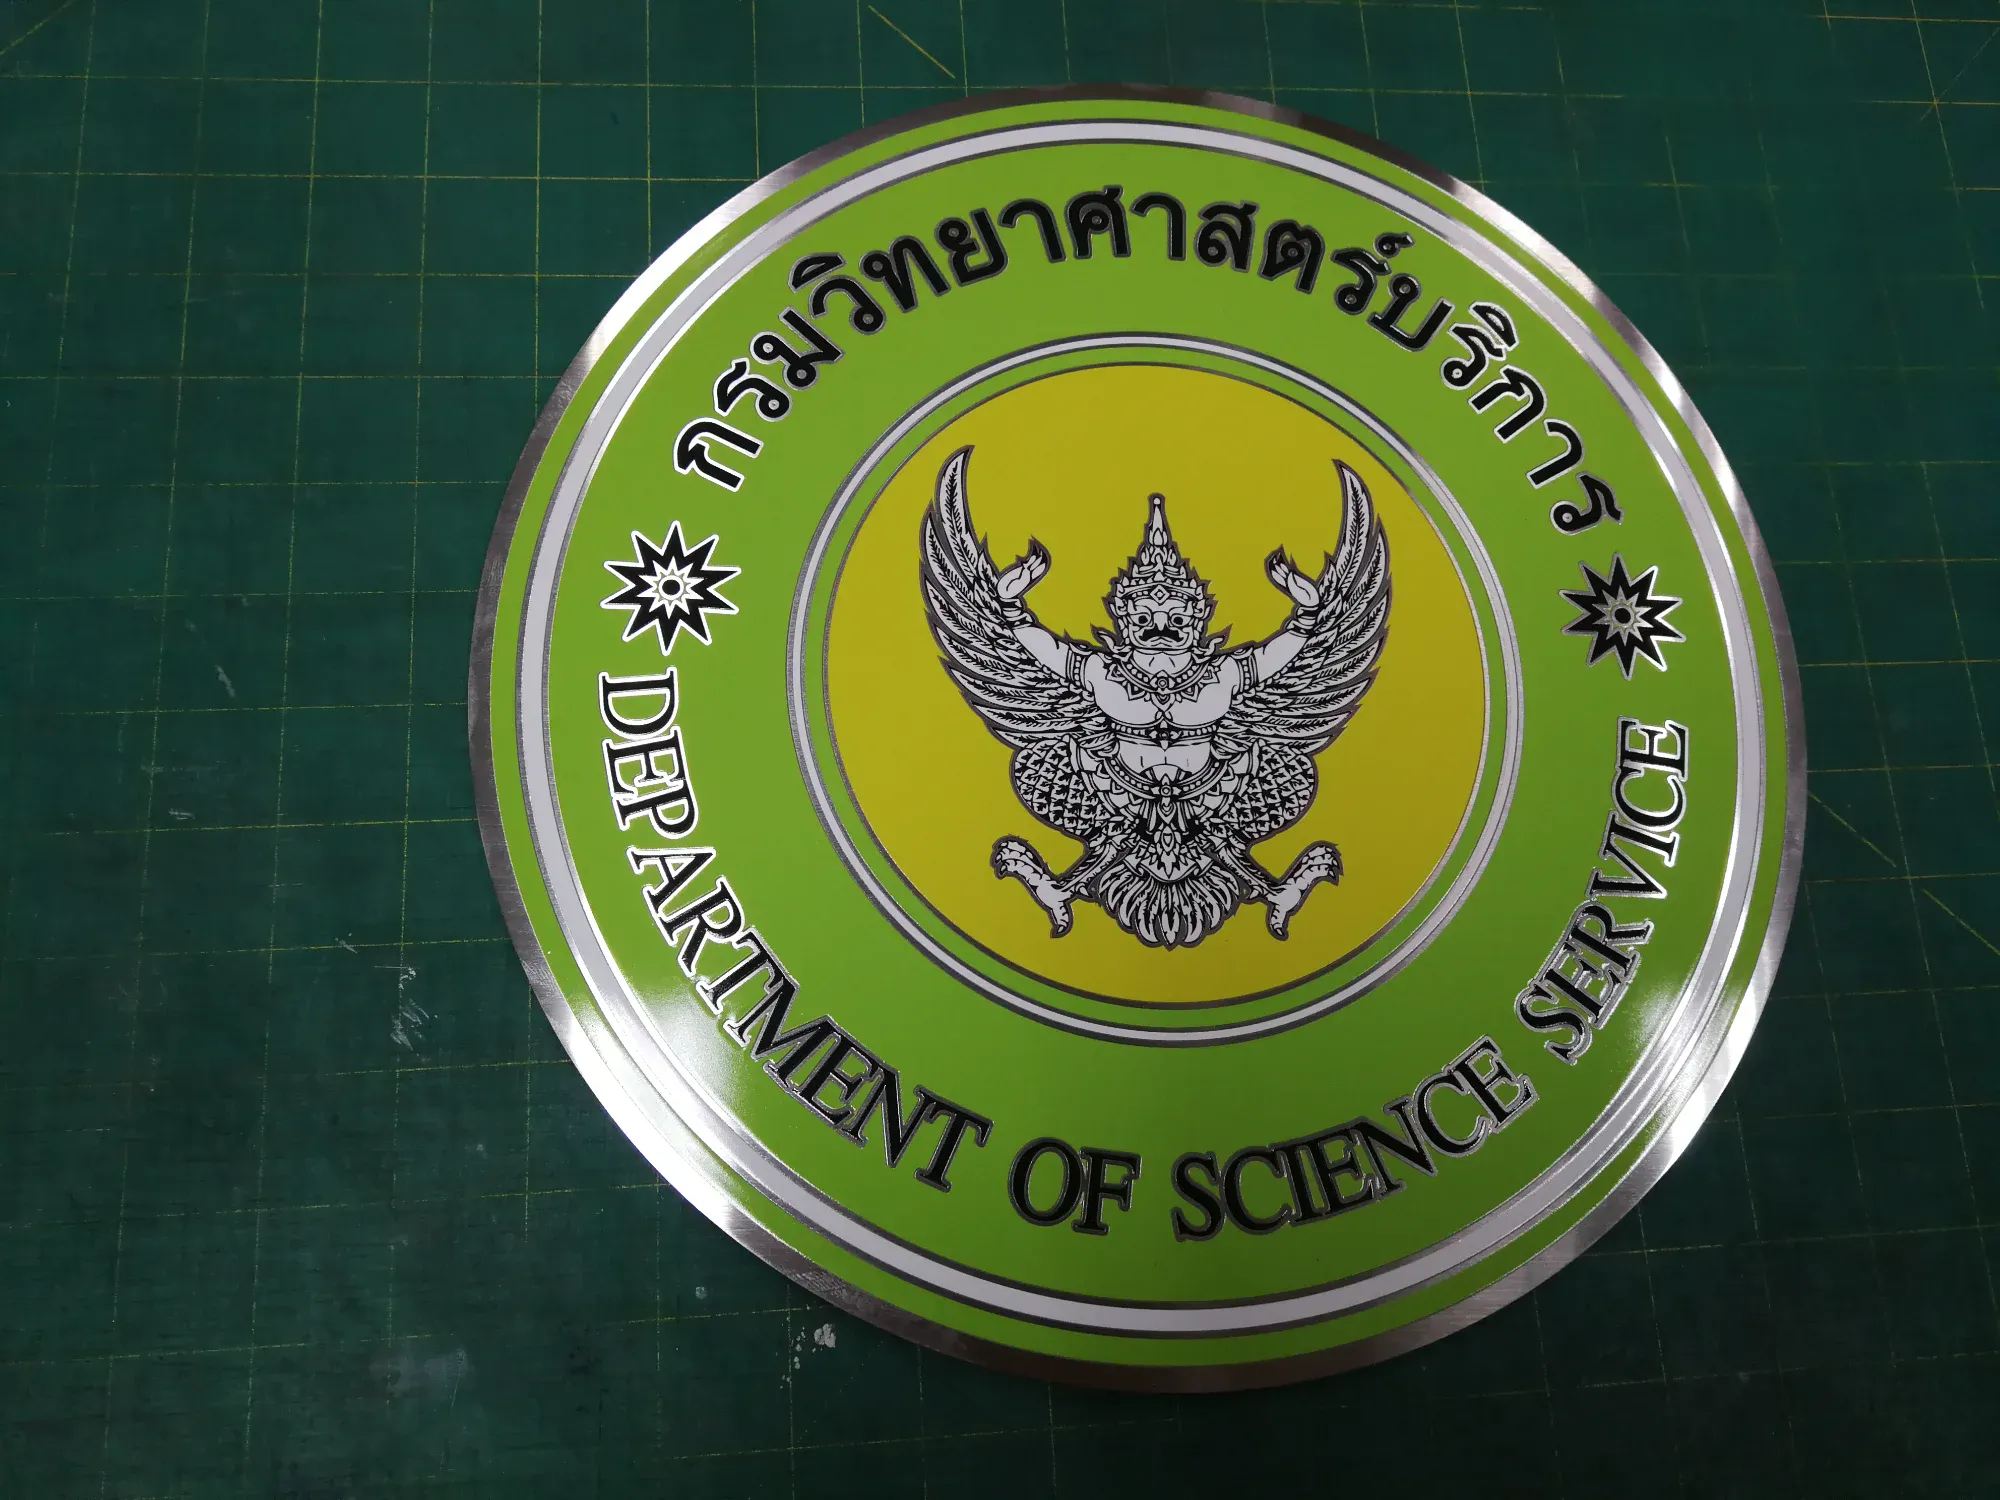 กรมวิทยาศาสตร์บริการ
DEPARTMENT OF SCIENCE SERVICE